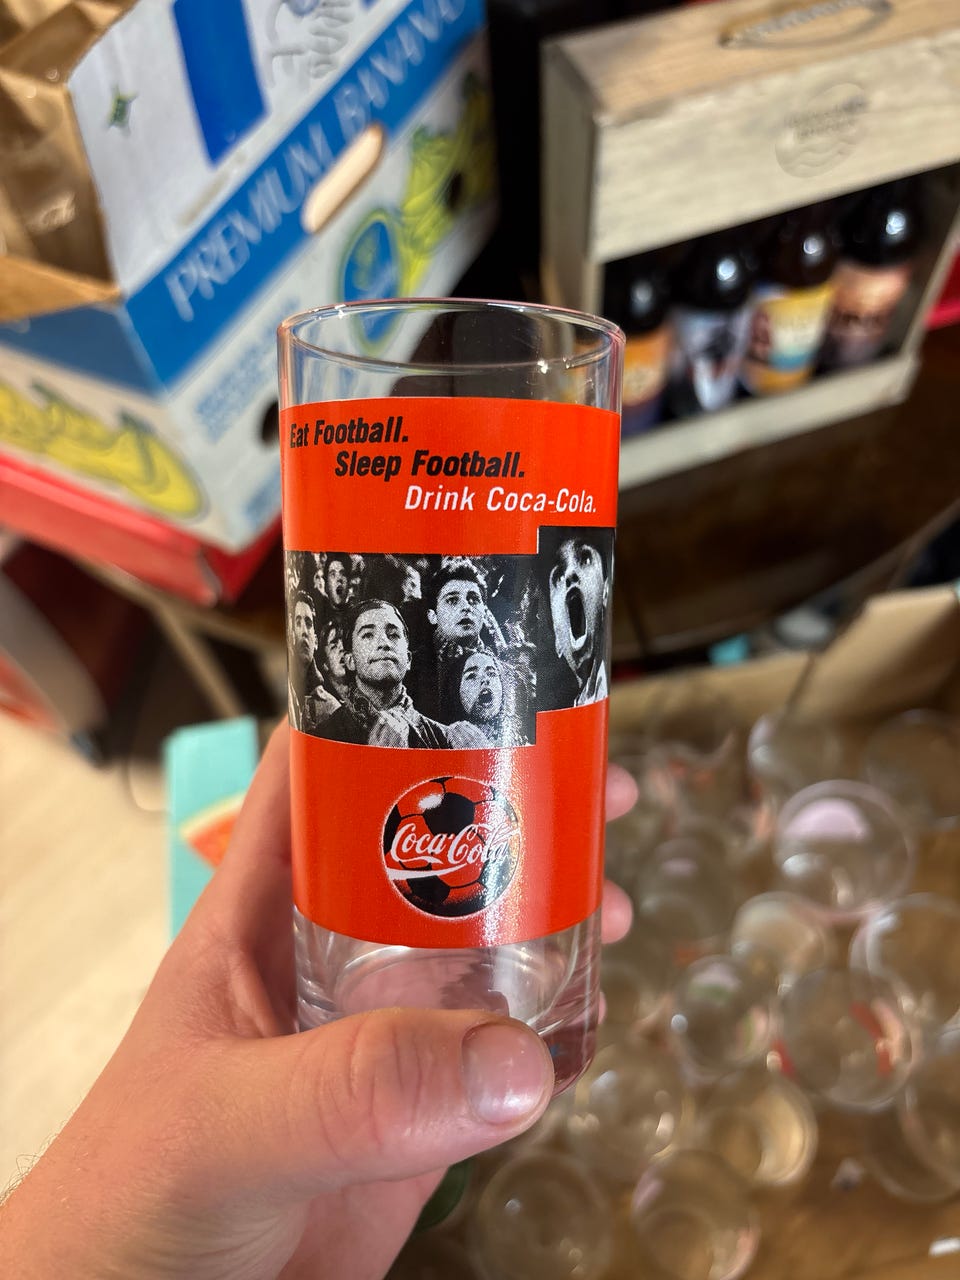 PREMIUM BANANAS
Eat Football.
Sleep Football.
Drink Coca-Cola.
Coca-Cola